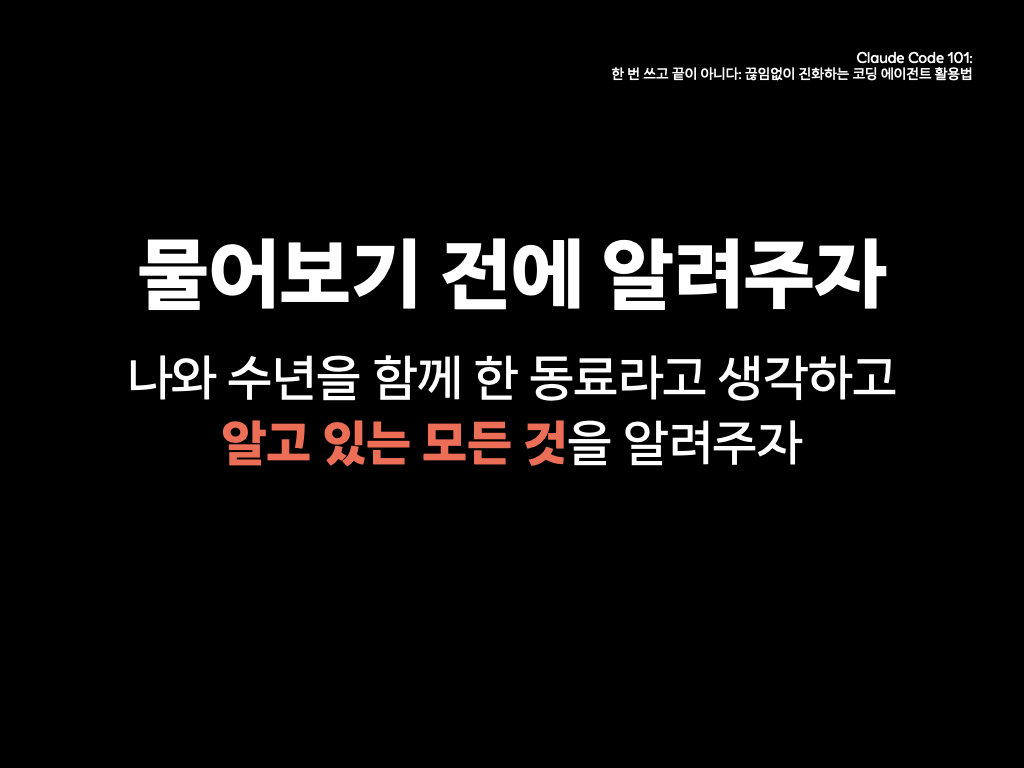 Claude Code 101:
한 번 쓰고 끝이 아니다: 끊임없이 진화하는 코딩 에이전트 활용법
물어보기 전에 알려주자
나와 수년을 함께 한 동료라고 생각하고
알고 있는 모든 것을 알려주자